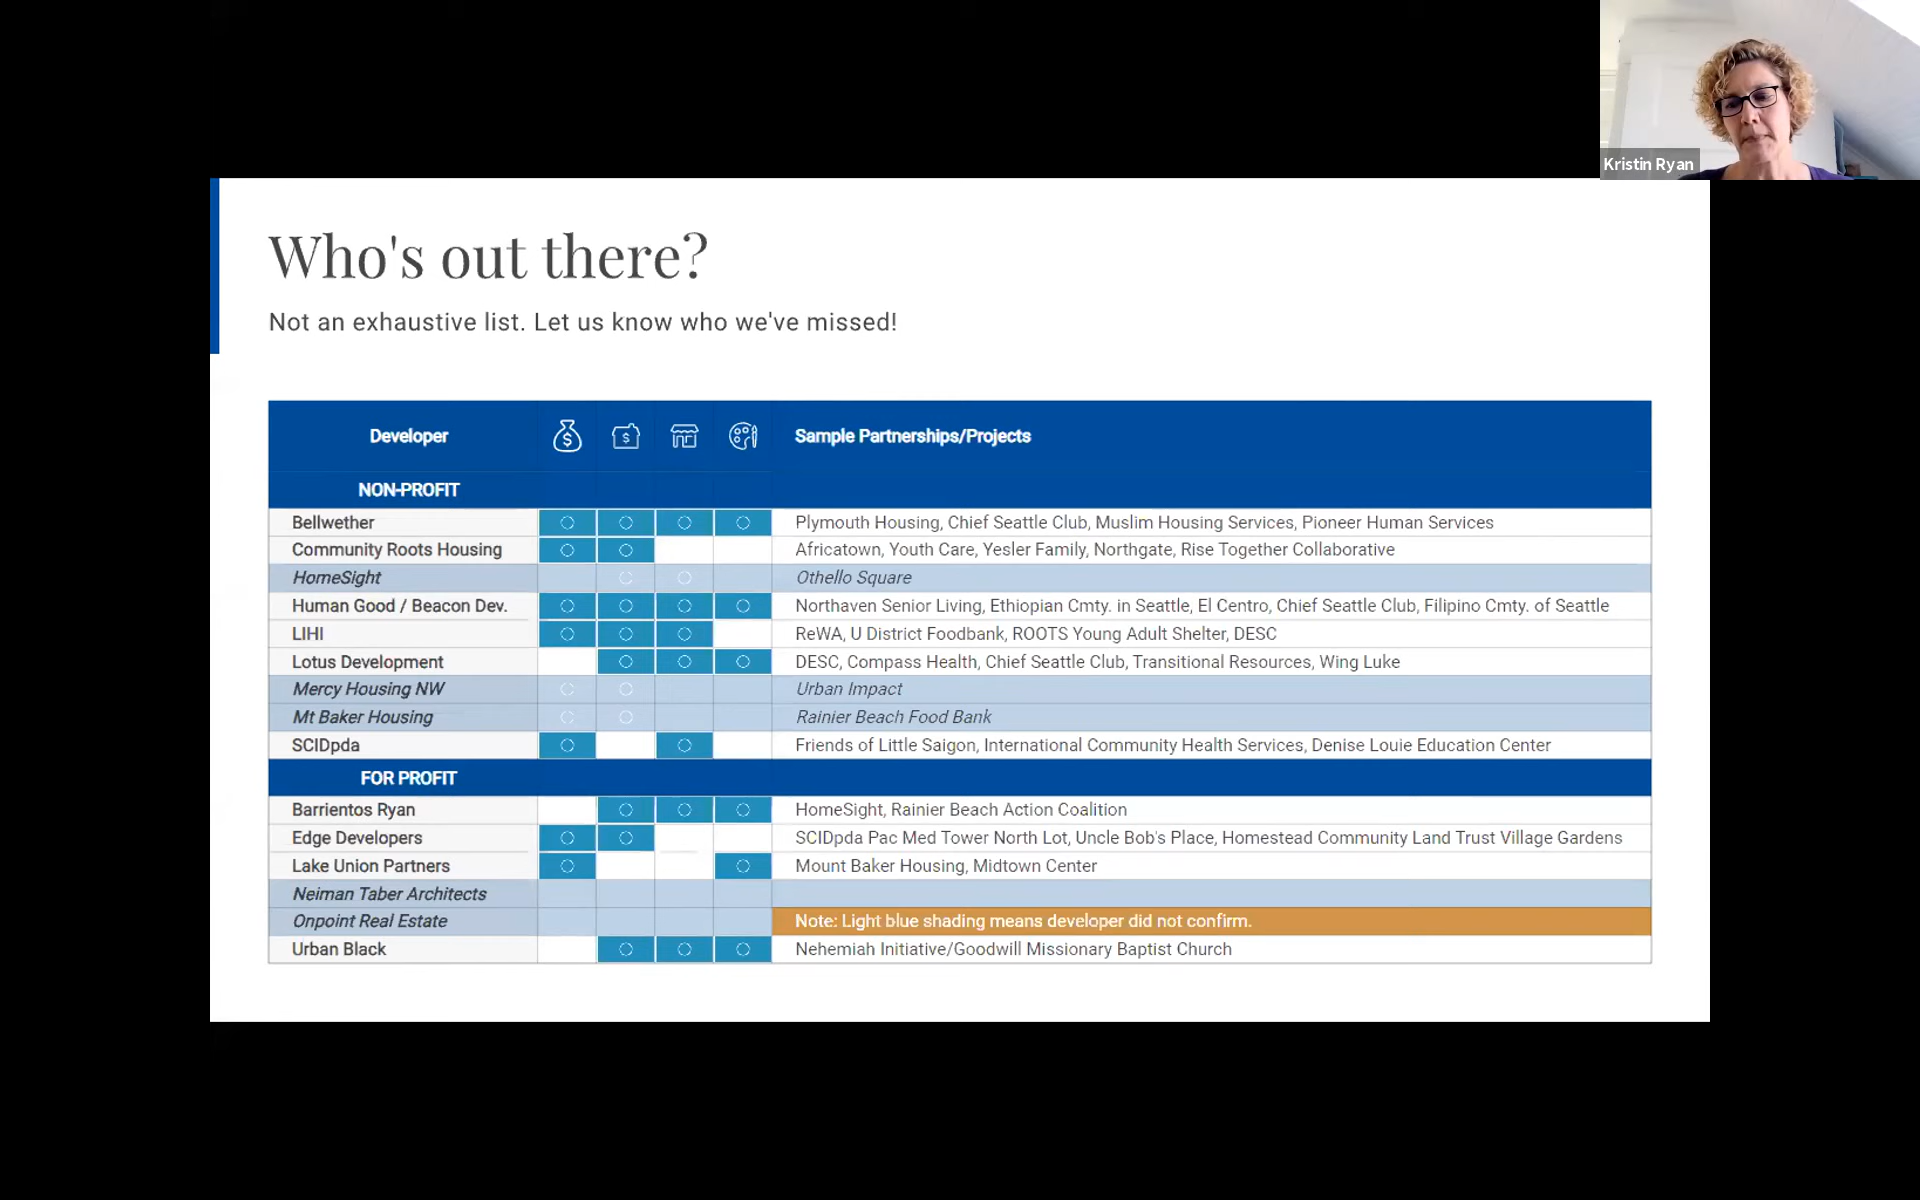 Kristin Ryan
Who's out there?
Not an exhaustive list. Let us know who we've missed!
Developer Sample Partnerships/Projects
NON-PROFIT
Bellwether Plymouth Housing, Chief Seattle Club, Muslim Housing Services, Pioneer Human Services
Community Roots Housing Africatown, Youth Care, Yesler Family, Northgate, Rise Together Collaborative
HomeSight Othello Square
Human Good / Beacon Dev. Northaven Senior Living, Ethiopian Cmty. in Seattle, El Centro, Chief Seattle Club, Filipino Cmty. of Seattle
LIHI ReWA, U District Foodbank, ROOTS Young Adult Shelter, DESC
Lotus Development DESC, Compass Health, Chief Seattle Club, Transitional Resources, Wing Luke
Mercy Housing NW Urban Impact
Mt Baker Housing Rainier Beach Food Bank
SCIDpda Friends of Little Saigon, International Community Health Services, Denise Louie Education Center
FOR PROFIT
Barrientos Ryan HomeSight, Rainier Beach Action Coalition
Edge Developers SCIDpda Pac Med Tower North Lot, Uncle Bob's Place, Homestead Community Land Trust Village Gardens
Lake Union Partners Mount Baker Housing, Midtown Center
Neiman Taber Architects
Onpoint Real Estate Note: Light blue shading means developer did not confirm.
Urban Black Nehemiah Initiative/Goodwill Missionary Baptist Church